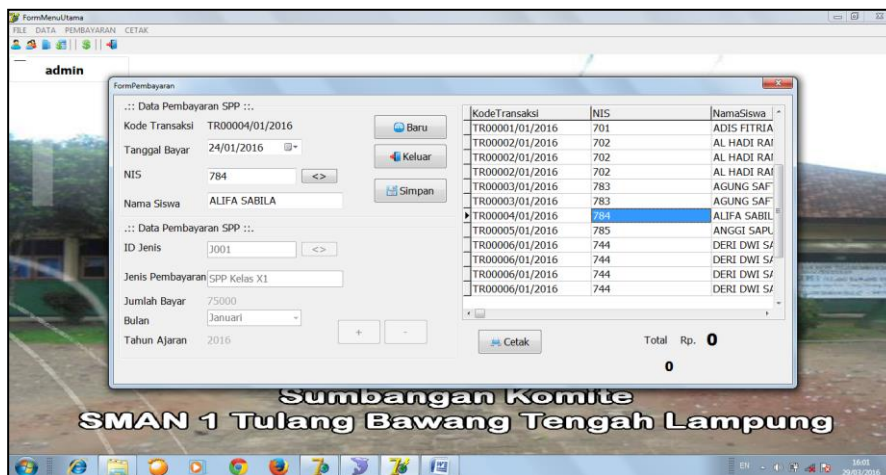 FormMenuUtama
FILE DATA PEMBAYARAN CETAK
admin
FormPembayaran
.:: Data Pembayaran SPP ::.
Kode Transaksi TR00004/01/2016
Tanggal Bayar 24/01/2016
NIS 784 <>
Nama Siswa ALIFA SABILA
.:: Data Pembayaran SPP ::.
ID Jenis J001 <>
Jenis Pembayaran SPP Kelas X1
Jumlah Bayar 75000
Bulan Januari
Tahun Ajaran 2016
+ -
Baru
Keluar
Simpan
KodeTransaksi NIS NamaSiswa
TR00001/01/2016 701 ADIS FITRIA
TR00002/01/2016 702 AL HADI RAI
TR00002/01/2016 702 AL HADI RAI
TR00002/01/2016 702 AL HADI RAI
TR00003/01/2016 783 AGUNG SAF
TR00003/01/2016 783 AGUNG SAF
TR00004/01/2016 784 ALIFA SABIL
TR00005/01/2016 785 ANGGI SAPU
TR00006/01/2016 744 DERI DWI SA
TR00006/01/2016 744 DERI DWI SA
TR00006/01/2016 744 DERI DWI SA
TR00006/01/2016 744 DERI DWI SA
Cetak
Total Rp. 0
0
Sumbangan Komite
SMAN 1 Tulang Bawang Tengah Lampung
EN
16:01
29/03/2016